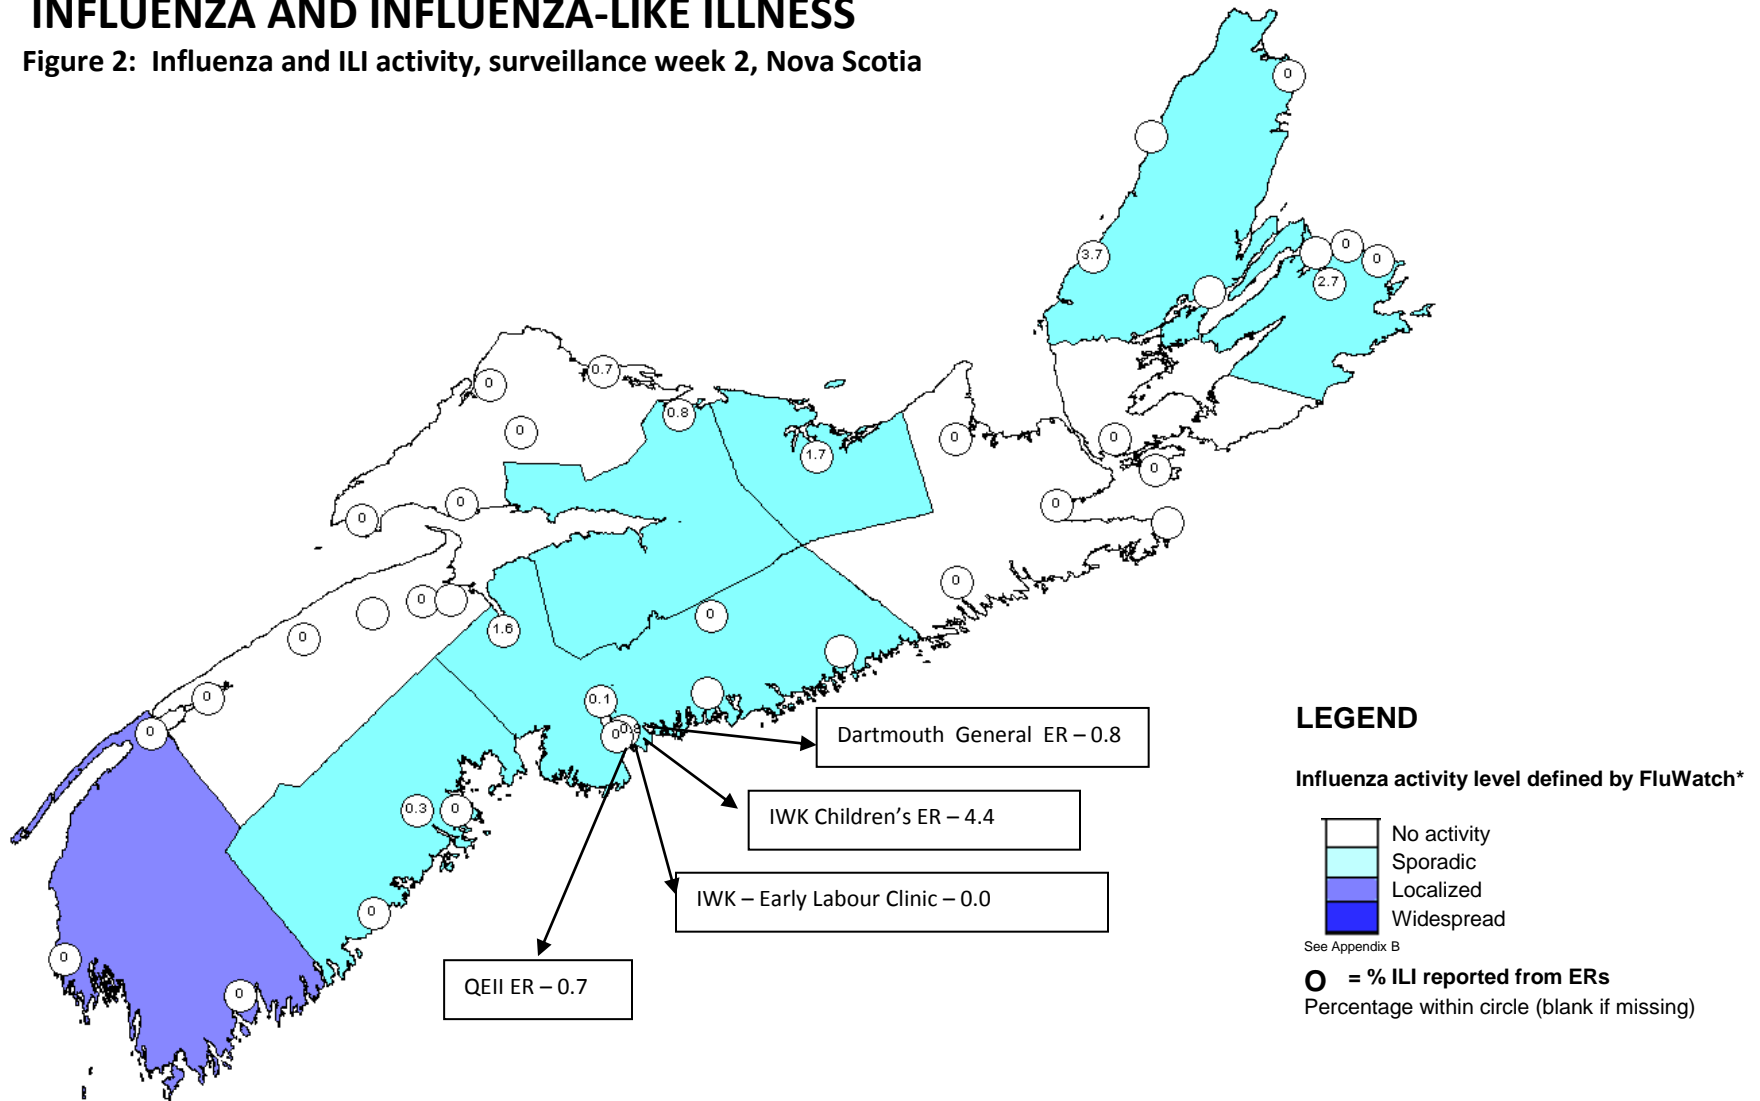 INFLUENZA AND INFLUENZA-LIKE ILLNESS
Figure 2: Influenza and ILI activity, surveillance week 2, Nova Scotia
0
3.7
0
0
2.7
0
0.7
0
0.8
1.7
0
0
0
0
0
0
0
0
0
1.6
0
0
0.1
0
0
0.8
0
Dartmouth General ER – 0.8
IWK Children’s ER – 4.4
0.3
0
IWK – Early Labour Clinic – 0.0
0
0
QEII ER – 0.7
0
LEGEND
Influenza activity level defined by FluWatch*
No activity
Sporadic
Localized
Widespread
See Appendix B
O = % ILI reported from ERs
Percentage within circle (blank if missing)